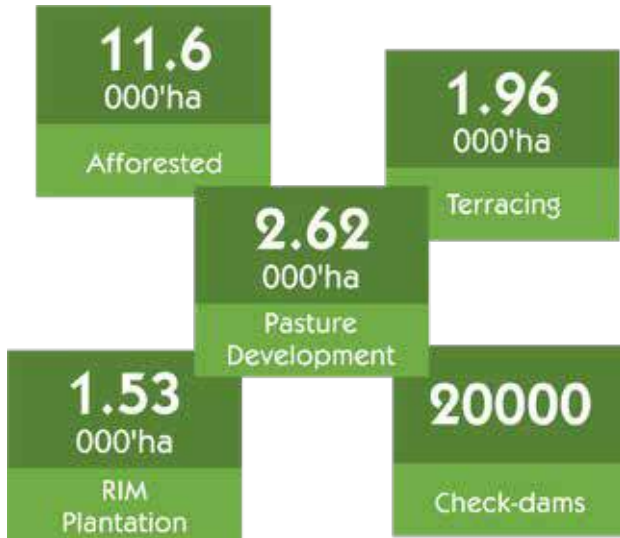 11.6
000'ha
Afforested
1.96
000'ha
Terracing
2.62
000'ha
Pasture
Development
1.53
000'ha
RIM
Plantation
20000
Check-dams